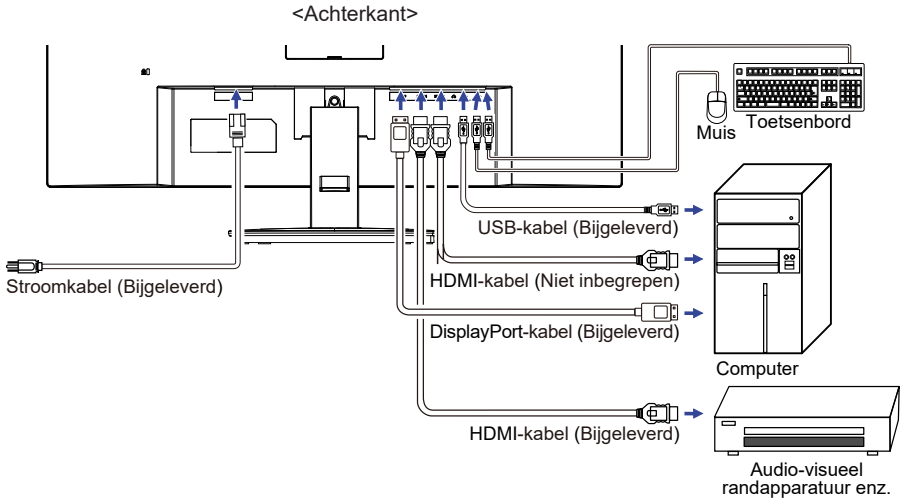 <Achterkant>
Muis
Toetsenbord
USB-kabel (Bijgeleverd)
Stroomkabel (Bijgeleverd)
HDMI-kabel (Niet inbegrepen)
DisplayPort-kabel (Bijgeleverd)
Computer
HDMI-kabel (Bijgeleverd)
Audio-visueel
randapparatuur enz.